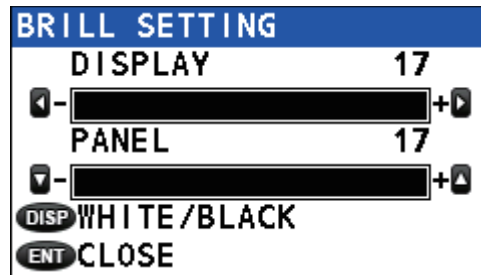 BRILL SETTING
DISPLAY 17
- +
PANEL 17
- +
DISP WHITE/BLACK
ENT CLOSE